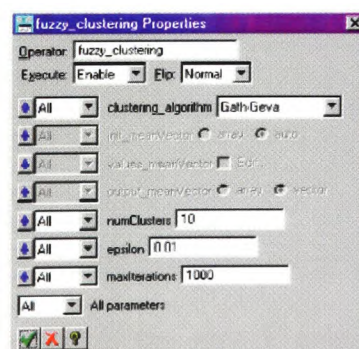 fuzzy_clustering Properties
Operator: fuzzy_clustering
Execute: Enable Flip: Normal
All clustering_algorithm Gath-Geva
All init_meanVector array auto
All values_meanVector Edit...
All output_meanVector array vector
All numClusters 10
All epsilon 0.01
All maxIterations 1000
All All parameters